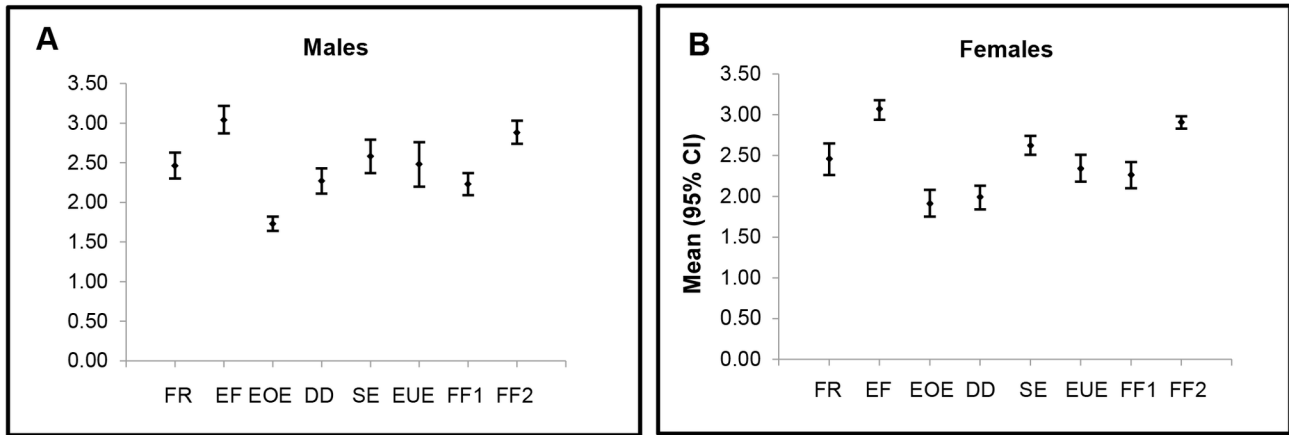 A
Males
3.50
3.00
2.50
2.00
1.50
1.00
0.50
0.00
FR EF EOE DD SE EUE FF1 FF2
B
Females
Mean (95% CI)
3.50
3.00
2.50
2.00
1.50
1.00
0.50
0.00
FR EF EOE DD SE EUE FF1 FF2